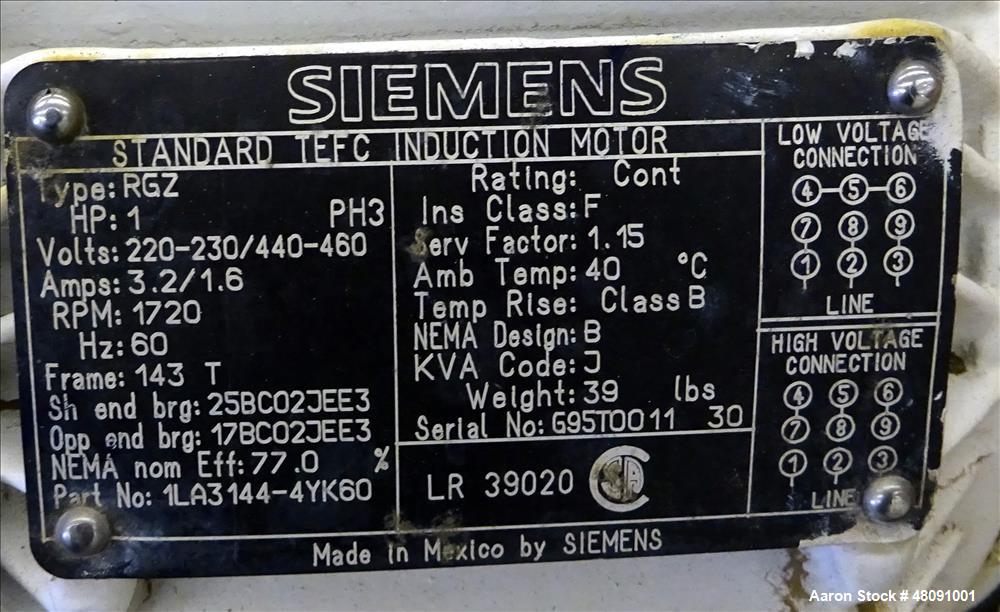 SIEMENS
STANDARD TEFC INDUCTION MOTOR
Type: RGZ
HP: 1 PH3
Volts: 220-230/440-460
Amps: 3.2/1.6
RPM: 1720
Hz: 60
Frame: 143 T
Sh end brg: 25BC02JEE3
Opp end brg: 17BC02JEE3
NEMA nom Eff: 77.0 %
Part No: 1LA3144-4YK60
Rating: Cont
Ins Class: F
Serv Factor: 1.15
Amb Temp: 40 °C
Temp Rise: Class B
NEMA Design: B
KVA Code: J
Weight: 39 lbs
Serial No: G95T0011 30
LR 39020 CSA
LOW VOLTAGE
CONNECTION
4-5-6
7 8 9
1 2 3
LINE
HIGH VOLTAGE
CONNECTION
4 5 6
7 8 9
1 2 3
LINE
Made in Mexico by SIEMENS
Aaron Stock # 48091001